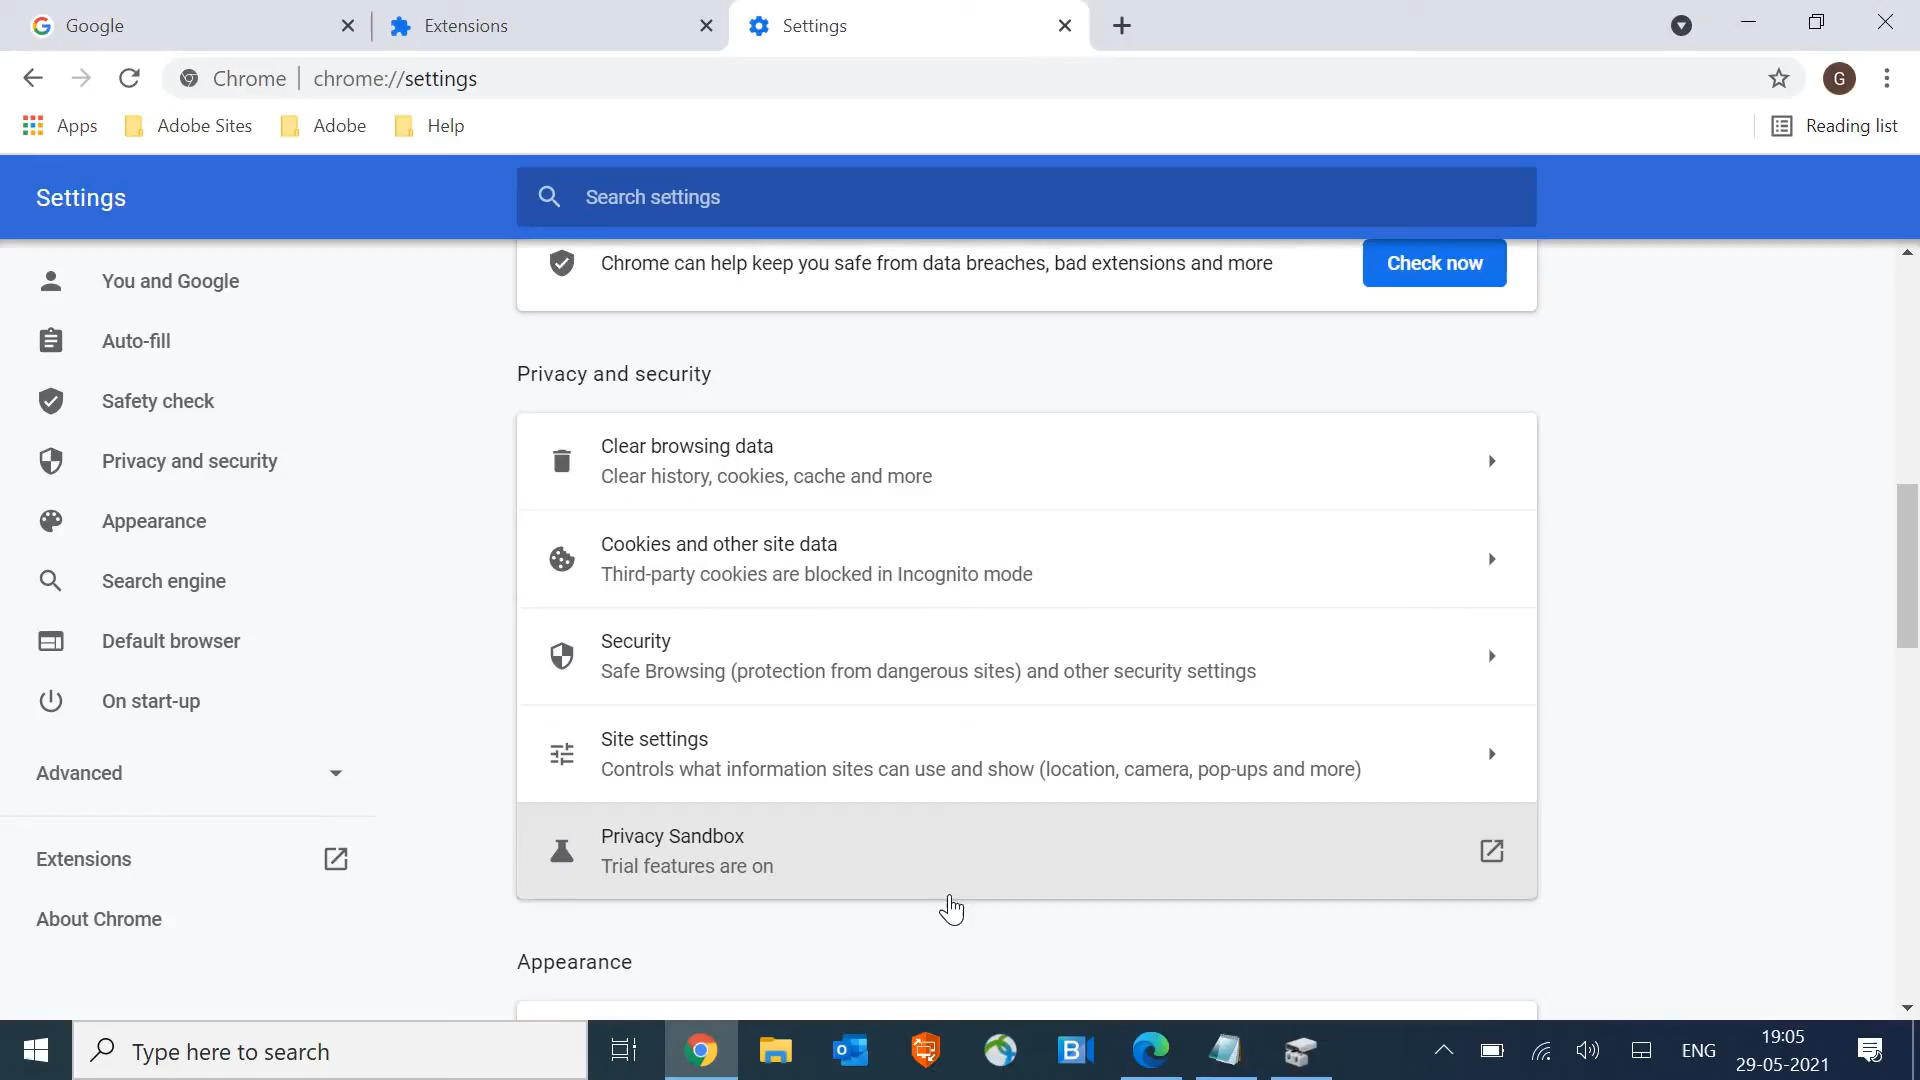 Google
Extensions
Settings
Chrome
chrome://settings
G
Apps
Adobe Sites
Adobe
Help
Reading list
Settings
Search settings
You and Google
Auto-fill
Safety check
Privacy and security
Appearance
Search engine
Default browser
On start-up
Advanced
Extensions
About Chrome
Chrome can help keep you safe from data breaches, bad extensions and more
Check now
Privacy and security
Clear browsing data
Clear history, cookies, cache and more
Cookies and other site data
Third-party cookies are blocked in Incognito mode
Security
Safe Browsing (protection from dangerous sites) and other security settings
Site settings
Controls what information sites can use and show (location, camera, pop-ups and more)
Privacy Sandbox
Trial features are on
Appearance
Type here to search
ENG
19:05
29-05-2021